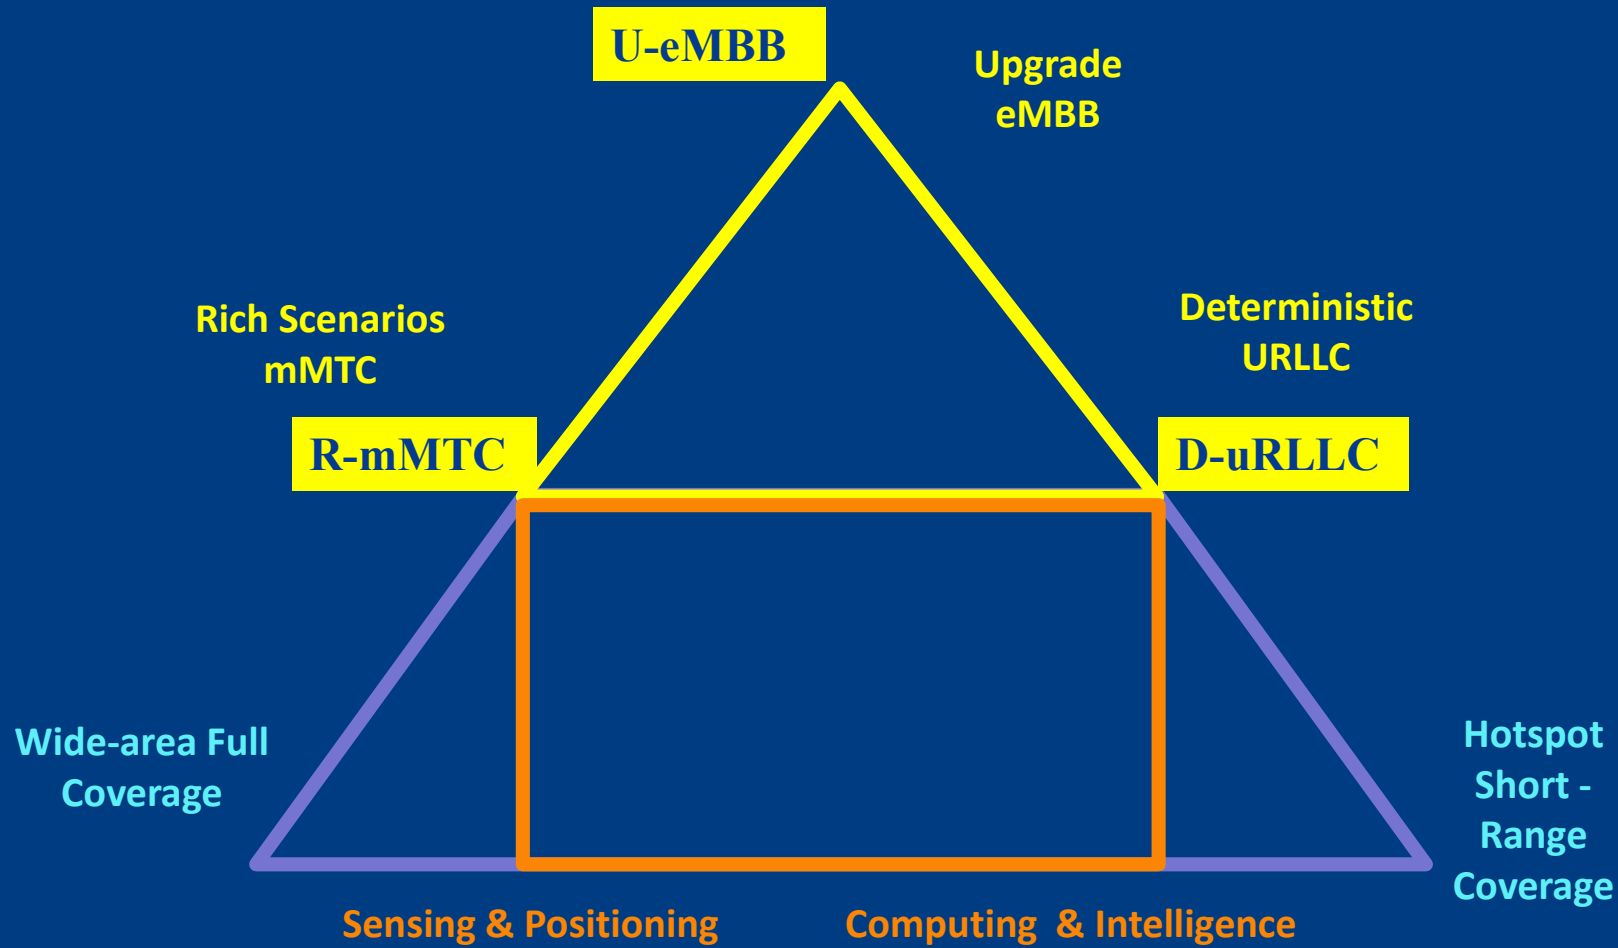 U-eMBB
Upgrade
eMBB
Rich Scenarios
mMTC
Deterministic
URLLC
R-mMTC
D-uRLLC
Wide-area Full
Coverage
Hotspot
Short -
Range
Coverage
Sensing & Positioning
Computing & Intelligence